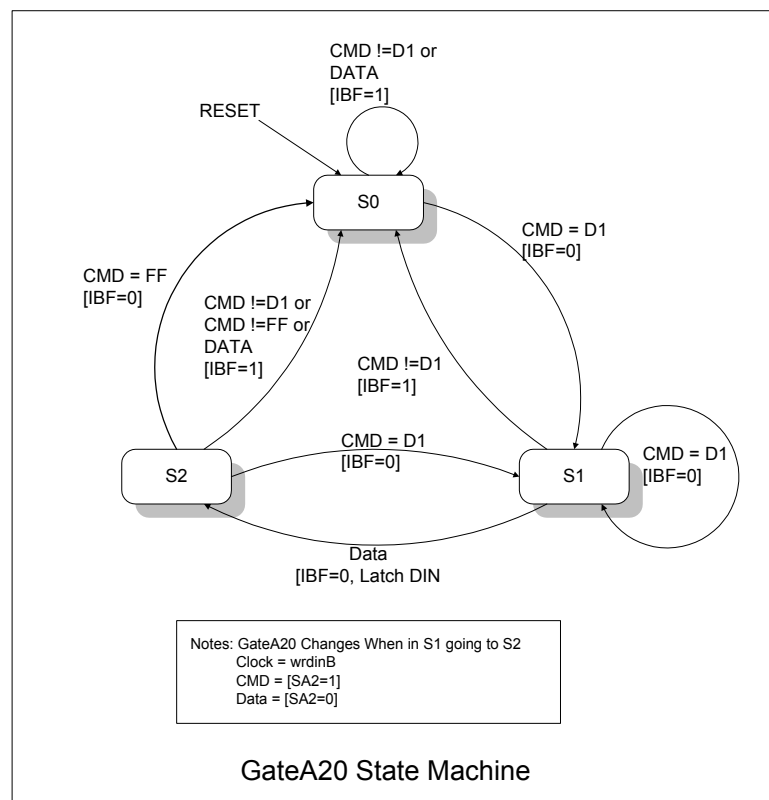 CMD !=D1 or
DATA
[IBF=1]
RESET
S0
CMD = D1
[IBF=0]
CMD = FF
[IBF=0]
CMD !=D1 or
CMD !=FF or
DATA
[IBF=1]
CMD !=D1
[IBF=1]
CMD = D1
[IBF=0]
CMD = D1
[IBF=0]
S2
S1
Data
[IBF=0, Latch DIN
Notes: GateA20 Changes When in S1 going to S2
Clock = wrdinB
CMD = [SA2=1]
Data = [SA2=0]
GateA20 State Machine